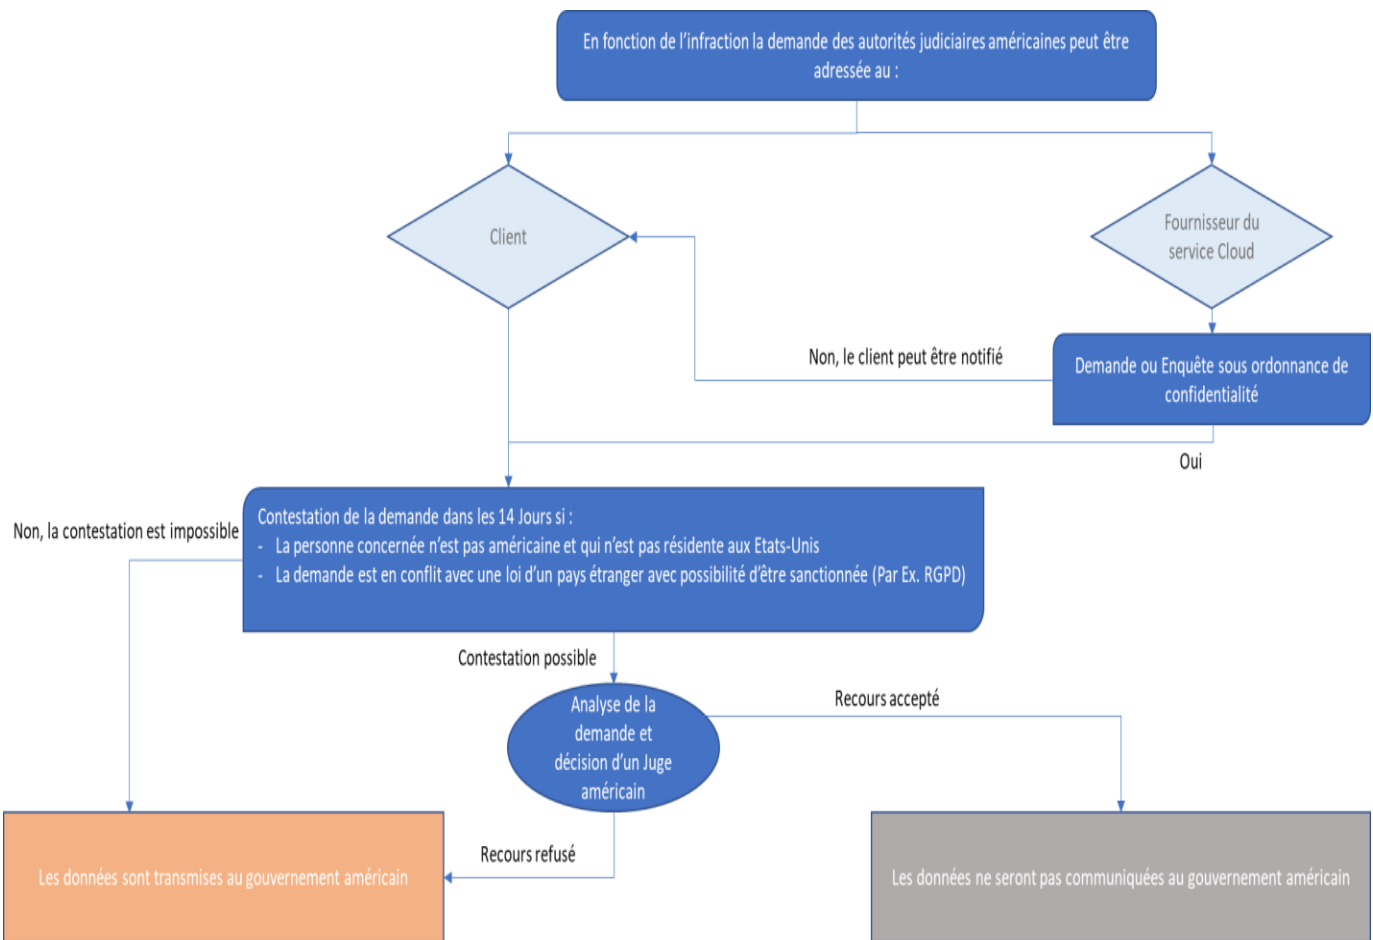 En fonction de l'infraction la demande des autorités judiciaires américaines peut être
adressée au :
Client
Fournisseur du
service Cloud
Non, le client peut être notifié
Demande ou Enquête sous ordonnance de
confidentialité
Oui
Non, la contestation est impossible
Contestation de la demande dans les 14 Jours si :
- La personne concernée n'est pas américaine et qui n'est pas résidente aux Etats-Unis
- La demande est en conflit avec une loi d'un pays étranger avec possibilité d'être sanctionnée (Par Ex. RGPD)
Contestation possible
Analyse de la
demande et
décision d'un Juge
américain
Recours accepté
Recours refusé
Les données sont transmises au gouvernement américain
Les données ne seront pas communiquées au gouvernement américain